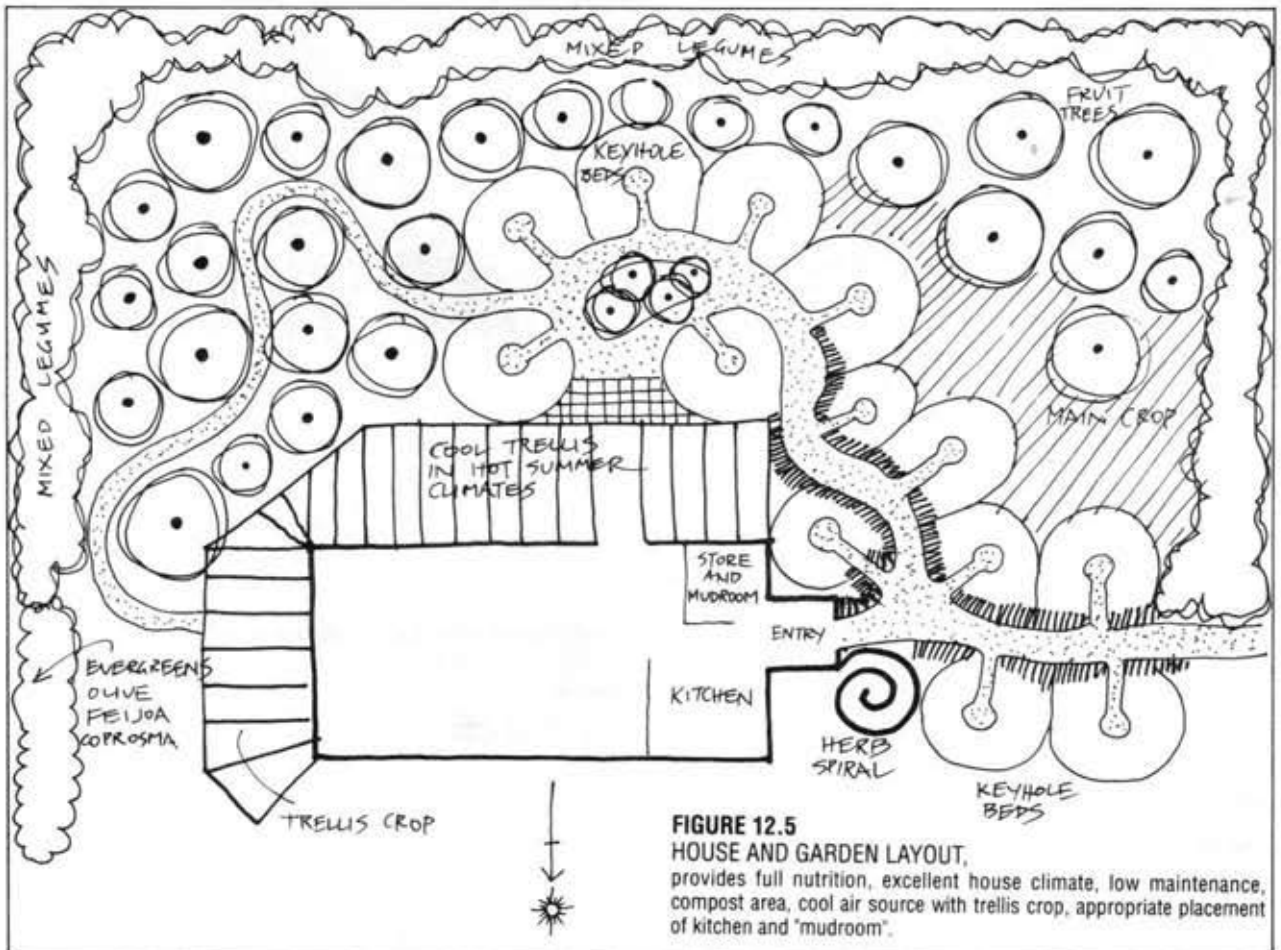 MIXED LEGUMES
FRUIT
TREES
KEYHOLE
BEDS
MIXED LEGUMES
MAIN CROP
COOL TRELLIS
IN HOT SUMMER
CLIMATES
STORE
AND
MUDROOM
ENTRY
KITCHEN
EVERGREENS
OLIVE
FEIJOA
COPROSMA
HERB
SPIRAL
KEYHOLE
BEDS
TRELLIS CROP
FIGURE 12.5
HOUSE AND GARDEN LAYOUT,
provides full nutrition, excellent house climate, low maintenance,
compost area, cool air source with trellis crop, appropriate placement
of kitchen and "mudroom".